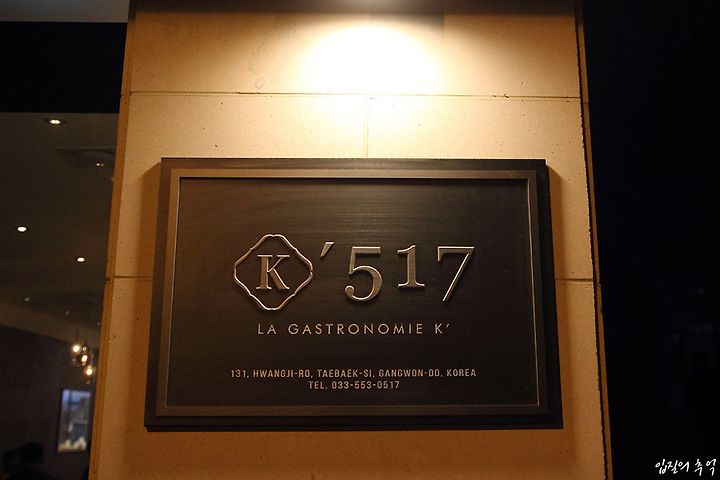 K ′517
LA GASTRONOMIE K′
131, HWANGJI-RO, TAEBAEK-SI, GANGWON-DO, KOREA
TEL. 033-553-0517
입질의 추억